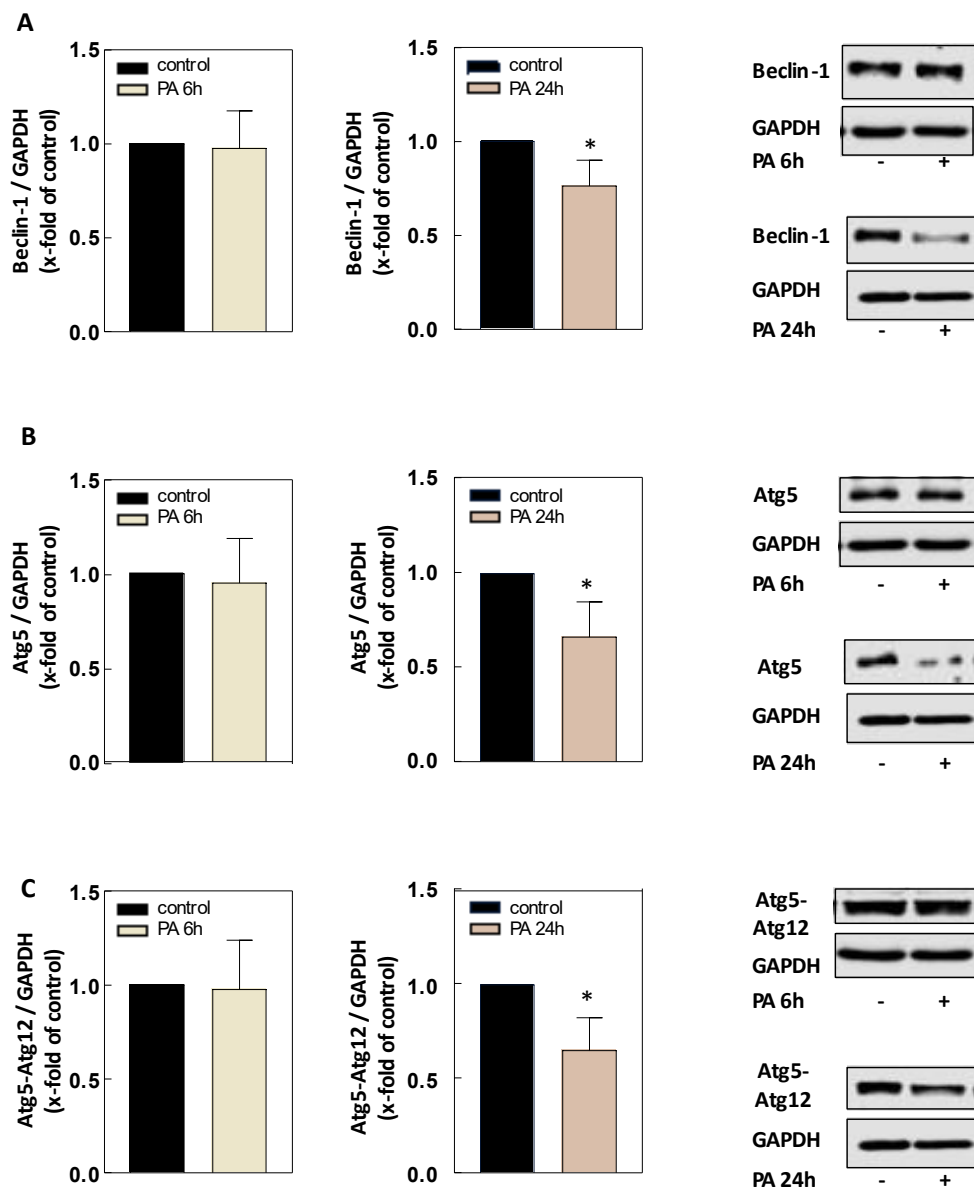 A
1.5
1.0
0.5
0.0
Beclin-1 / GAPDH
(x-fold of control)
control
PA 6h
1.5
1.0
0.5
0.0
Beclin-1 / GAPDH
(x-fold of control)
control
PA 24h
*
Beclin-1
GAPDH
PA 6h - +
Beclin-1
GAPDH
PA 24h - +
B
1.5
1.0
0.5
0.0
Atg5 / GAPDH
(x-fold of control)
control
PA 6h
1.5
1.0
0.5
0.0
Atg5 / GAPDH
(x-fold of control)
control
PA 24h
*
Atg5
GAPDH
PA 6h - +
Atg5
GAPDH
PA 24h - +
C
1.5
1.0
0.5
0.0
Atg5-Atg12 / GAPDH
(x-fold of control)
control
PA 6h
1.5
1.0
0.5
0.0
Atg5-Atg12 / GAPDH
(x-fold of control)
control
PA 24h
*
Atg5-
Atg12
GAPDH
PA 6h - +
Atg5-
Atg12
GAPDH
PA 24h - +